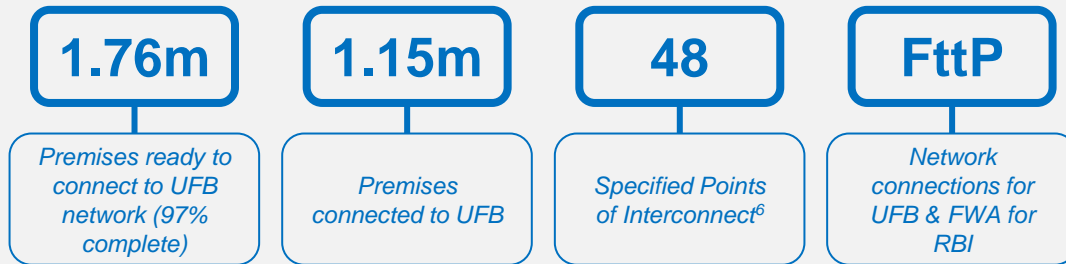 1.76m
1.15m
48
FttP
Premises ready to
connect to UFB
network (97%
complete)
Premises
connected to UFB
Specified Points
of Interconnect⁶
Network
connections for
UFB & FWA for
RBI